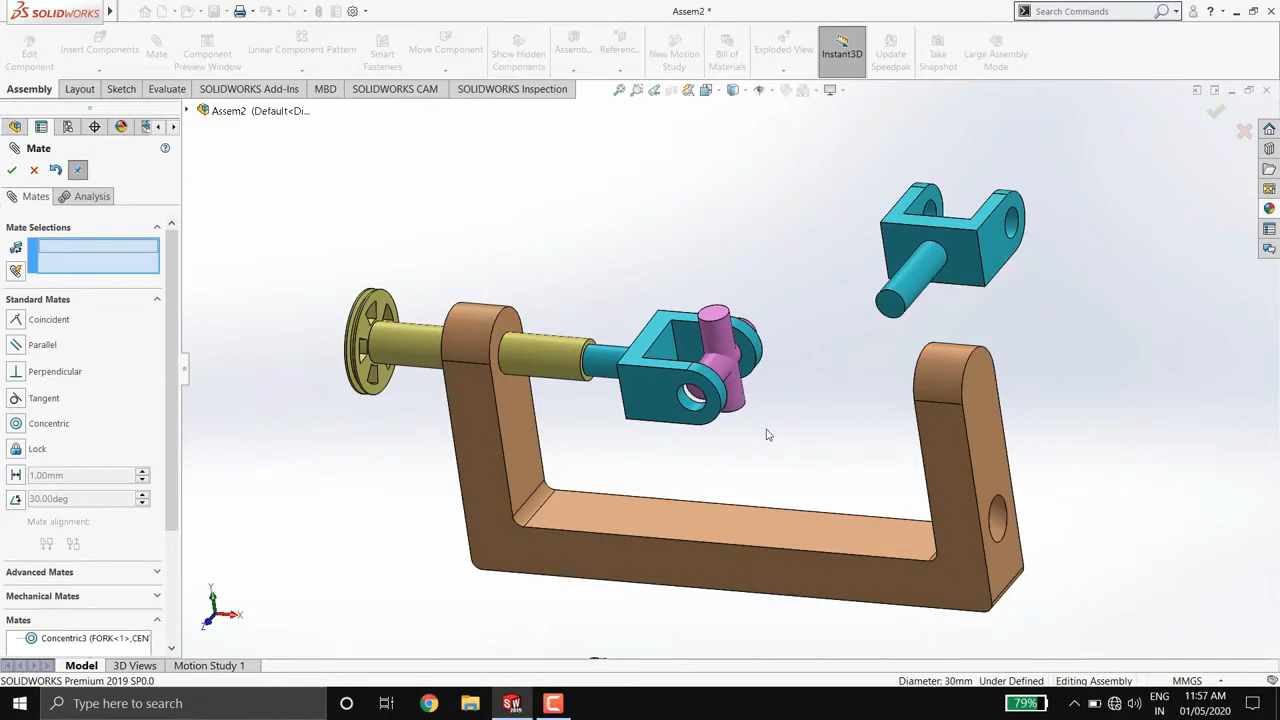 SOLIDWORKS
Assem2 *
Search Commands
?
Edit Component
Insert Components
Mate
Component Preview Window
Linear Component Pattern
Smart Fasteners
Move Component
Show Hidden Components
Assemb...
Referenc...
New Motion Study
Bill of Materials
Exploded View
Instant3D
Update Speedpak
Take Snapshot
Large Assembly Mode
Assembly
Layout
Sketch
Evaluate
SOLIDWORKS Add-Ins
MBD
SOLIDWORKS CAM
SOLIDWORKS Inspection
Assem2 (Default<Di...
Mate
?
Mates
Analysis
Mate Selections
Standard Mates
Coincident
Parallel
Perpendicular
Tangent
Concentric
Lock
1.00mm
30.00deg
Mate alignment:
Advanced Mates
Mechanical Mates
Mates
Concentric3 (FORK<1>,CEN
Y
X
Z
Model
3D Views
Motion Study 1
SOLIDWORKS Premium 2019 SP0.0
Diameter: 30mm
Under Defined
Editing Assembly
MMGS
Type here to search
SW
2019
79%
ENG
IN
11:57 AM
01/05/2020